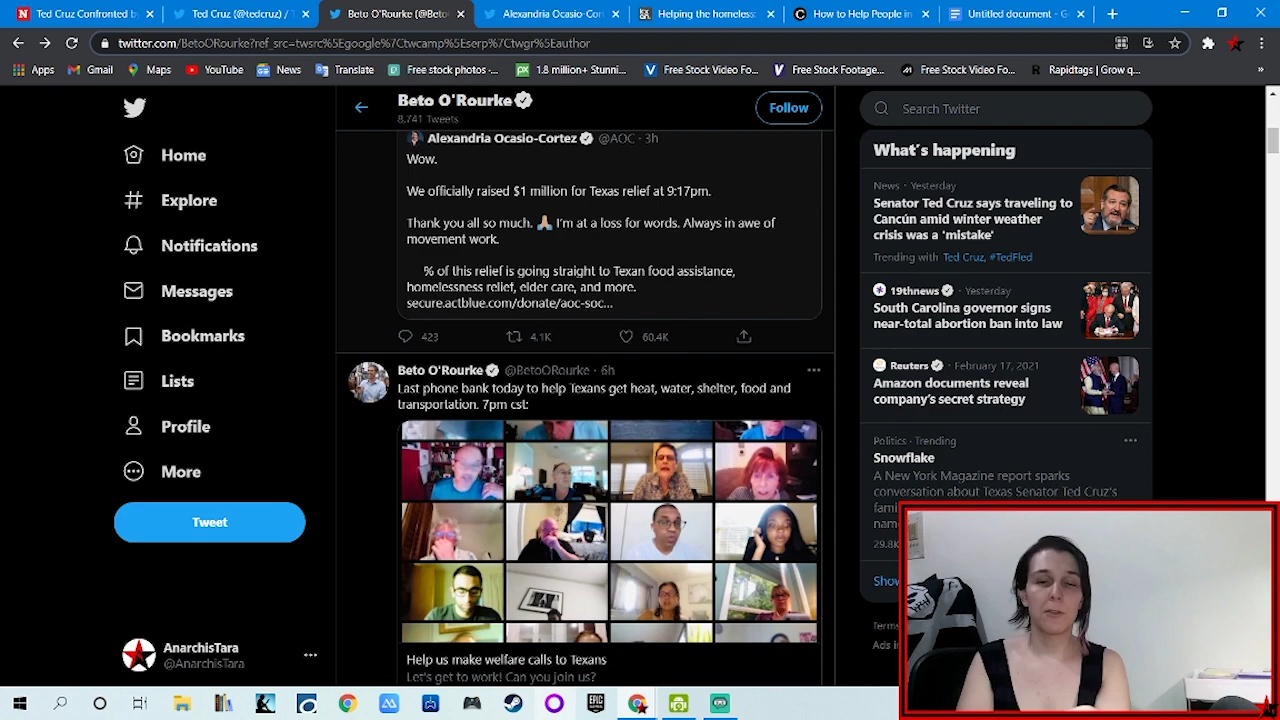 Ted Cruz Confronted b
Ted Cruz (@tedcruz) / T
Beto O'Rourke (@Beto
Alexandria Ocasio-Cort
Helping the homeless:
How to Help People in
Untitled document - G
twitter.com/BetoORourke?ref_src=twsrc%5Egoogle%7Ctwcamp%5Eserp%7Ctwgr%5Eauthor
Apps
Gmail
Maps
YouTube
News
Translate
Free stock photos -...
1.8 million+ Stunni...
Free Stock Video Fo...
Free Stock Footage...
Free Stock Video Fo...
Rapidtags | Grow q...
Home
Explore
Notifications
Messages
Bookmarks
Lists
Profile
More
Tweet
AnarchisTara
@AnarchisTara
Beto O'Rourke
8,741 Tweets
Follow
Alexandria Ocasio-Cortez @AOC · 3h
Wow.
We officially raised $1 million for Texas relief at 9:17pm.
Thank you all so much. 🙏🏼 I'm at a loss for words. Always in awe of
movement work.
% of this relief is going straight to Texan food assistance,
homelessness relief, elder care, and more.
secure.actblue.com/donate/aoc-soc...
423
4.1K
60.4K
Beto O'Rourke @BetoORourke · 6h
Last phone bank today to help Texans get heat, water, shelter, food and
transportation. 7pm cst:
Help us make welfare calls to Texans
Let's get to work! Can you join us?
Search Twitter
What's happening
News · Yesterday
Senator Ted Cruz says traveling to
Cancún amid winter weather
crisis was a 'mistake'
Trending with Ted Cruz, #TedFled
19thnews · Yesterday
South Carolina governor signs
near-total abortion ban into law
Reuters · February 17, 2021
Amazon documents reveal
company's secret strategy
Politics · Trending
Snowflake
A New York Magazine report sparks
conversation about Texas Senator Ted Cruz's
fami
nam
29.8K
Show
Terms
Ads in
EPIC